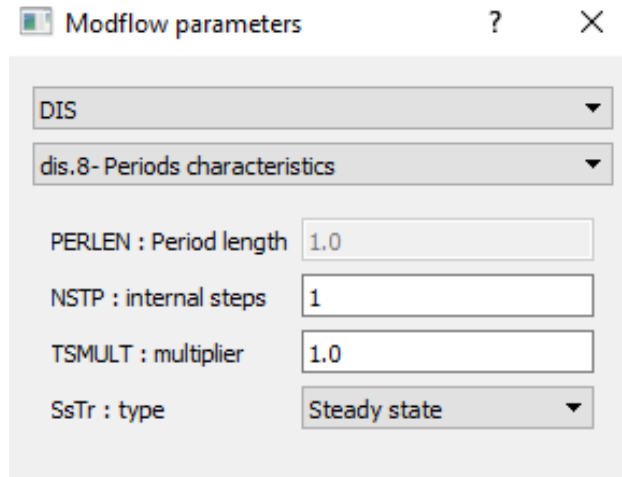 Modflow parameters ?
DIS
dis.8- Periods characteristics
PERLEN : Period length 1.0
NSTP : internal steps 1
TSMULT : multiplier 1.0
SsTr : type Steady state